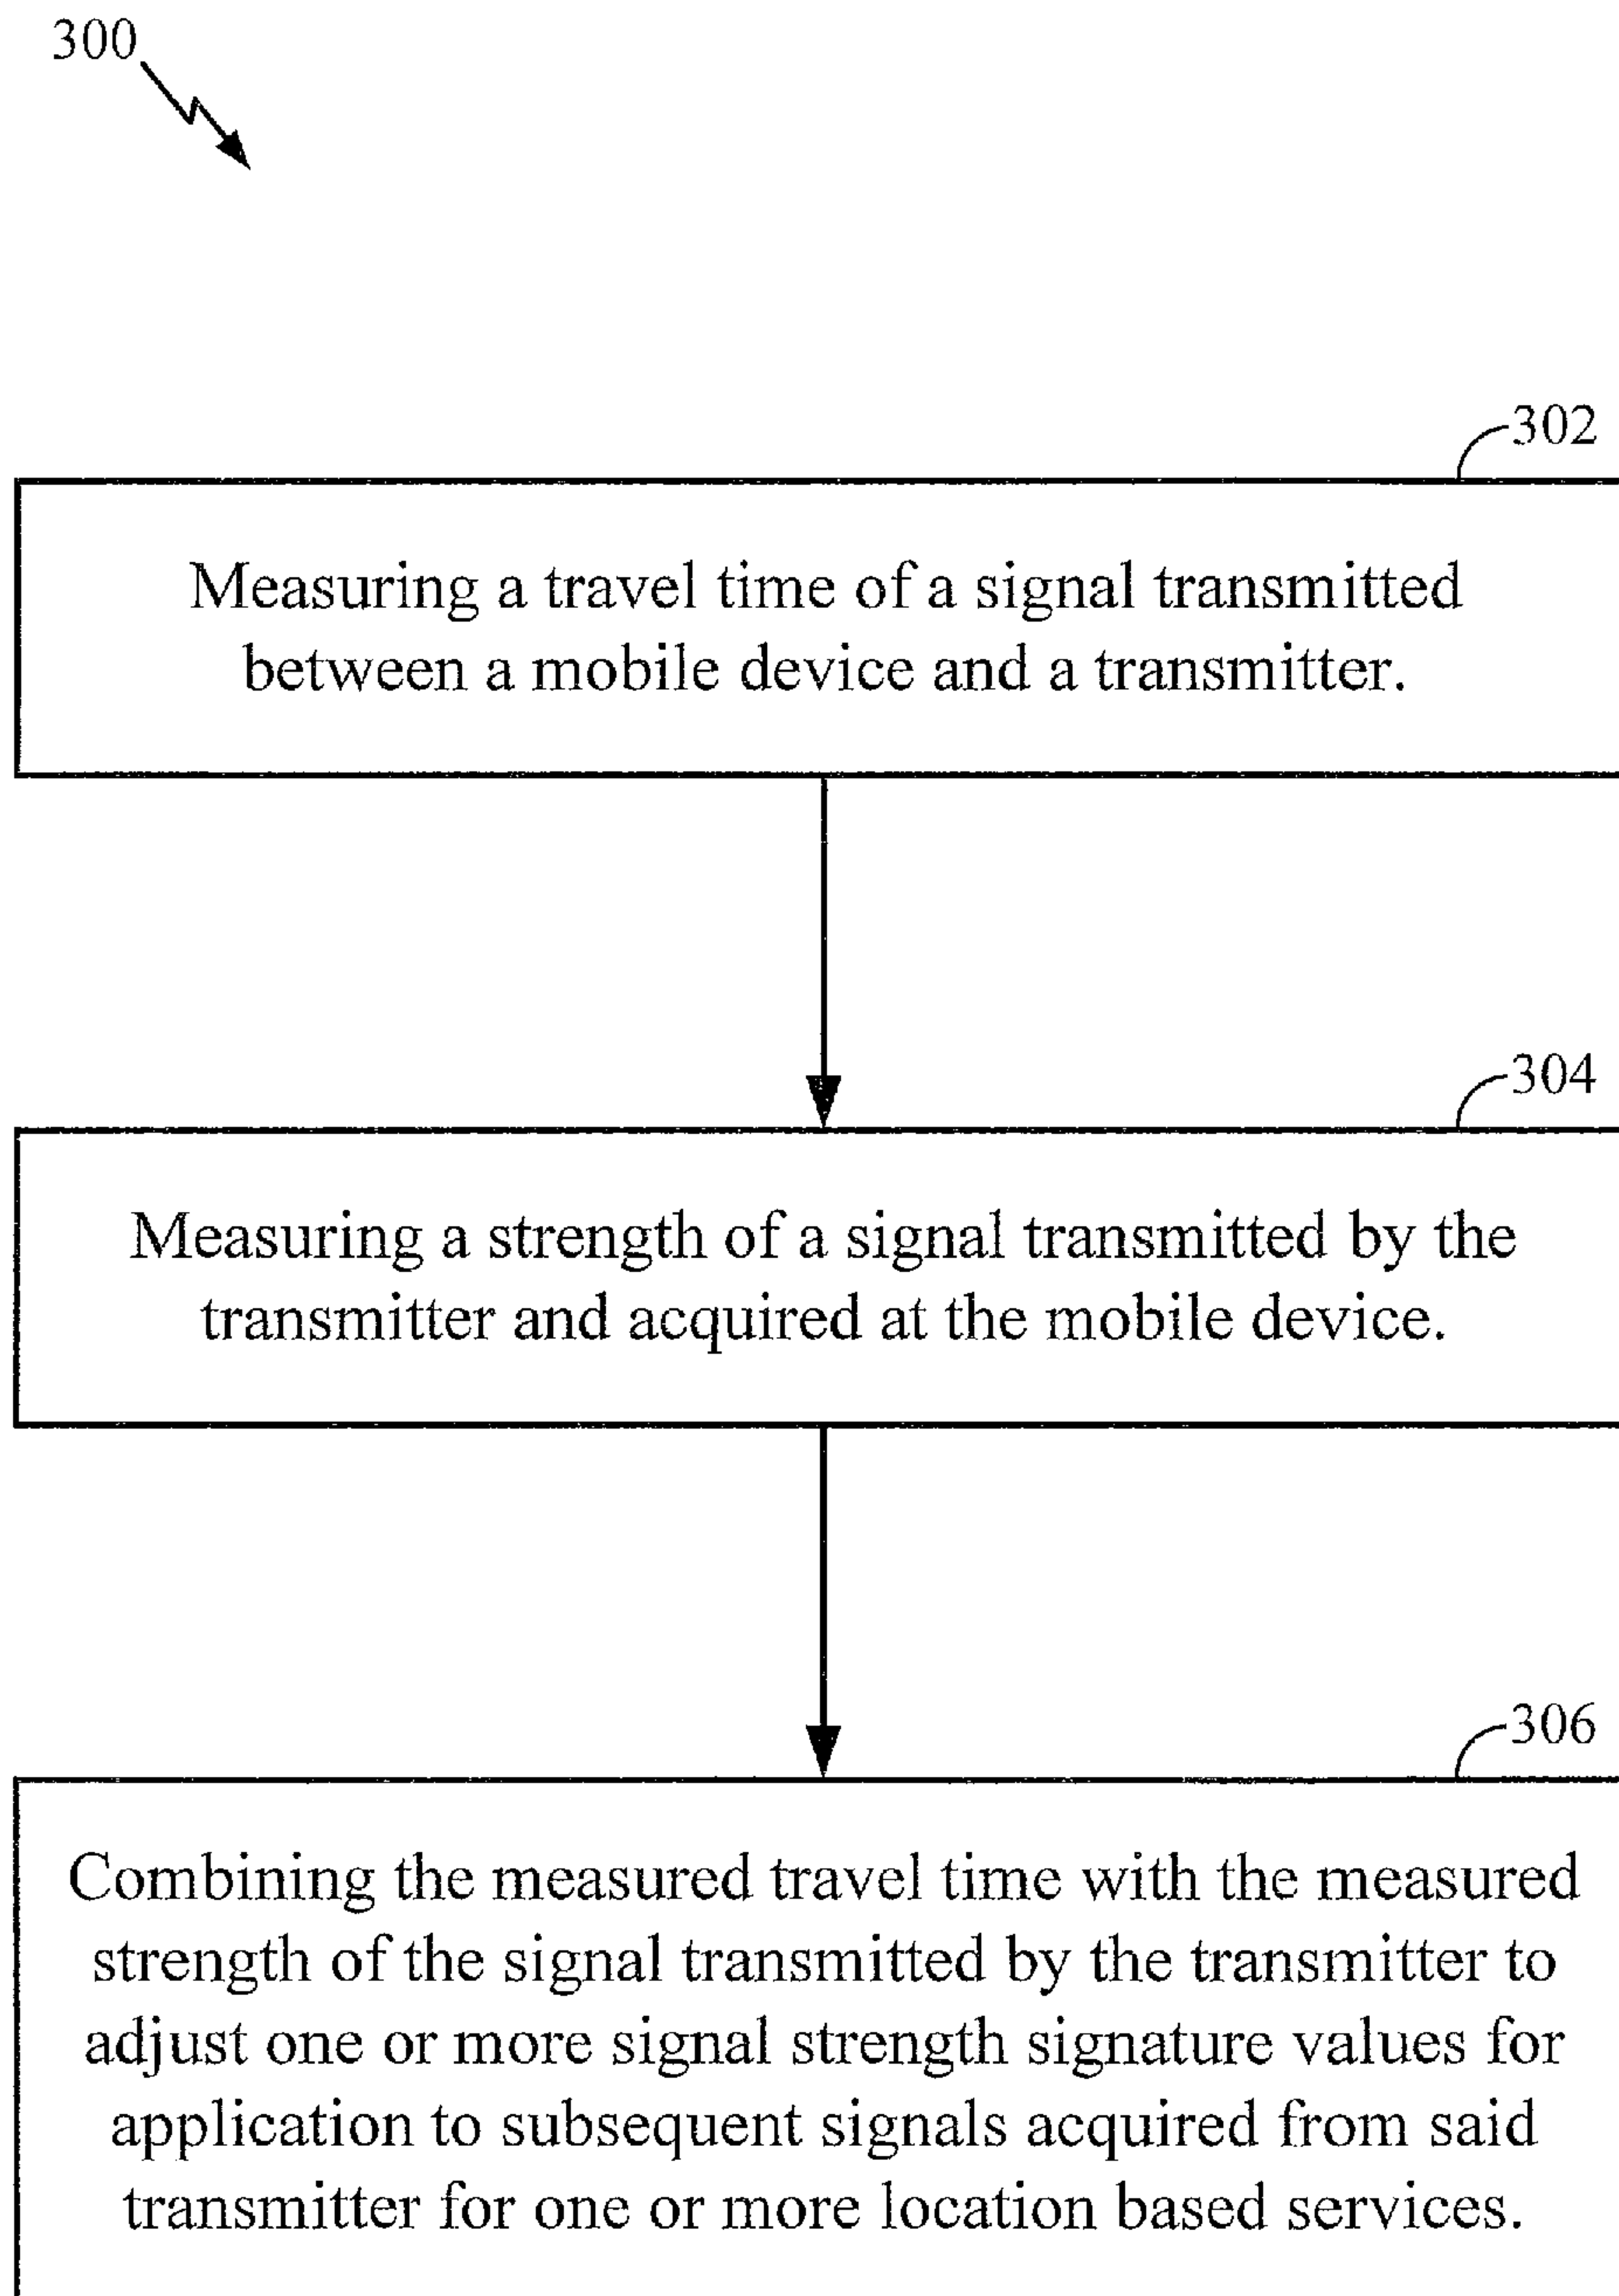 300
302
Measuring a travel time of a signal transmitted
between a mobile device and a transmitter.
304
Measuring a strength of a signal transmitted by the
transmitter and acquired at the mobile device.
306
Combining the measured travel time with the measured
strength of the signal transmitted by the transmitter to
adjust one or more signal strength signature values for
application to subsequent signals acquired from said
transmitter for one or more location based services.